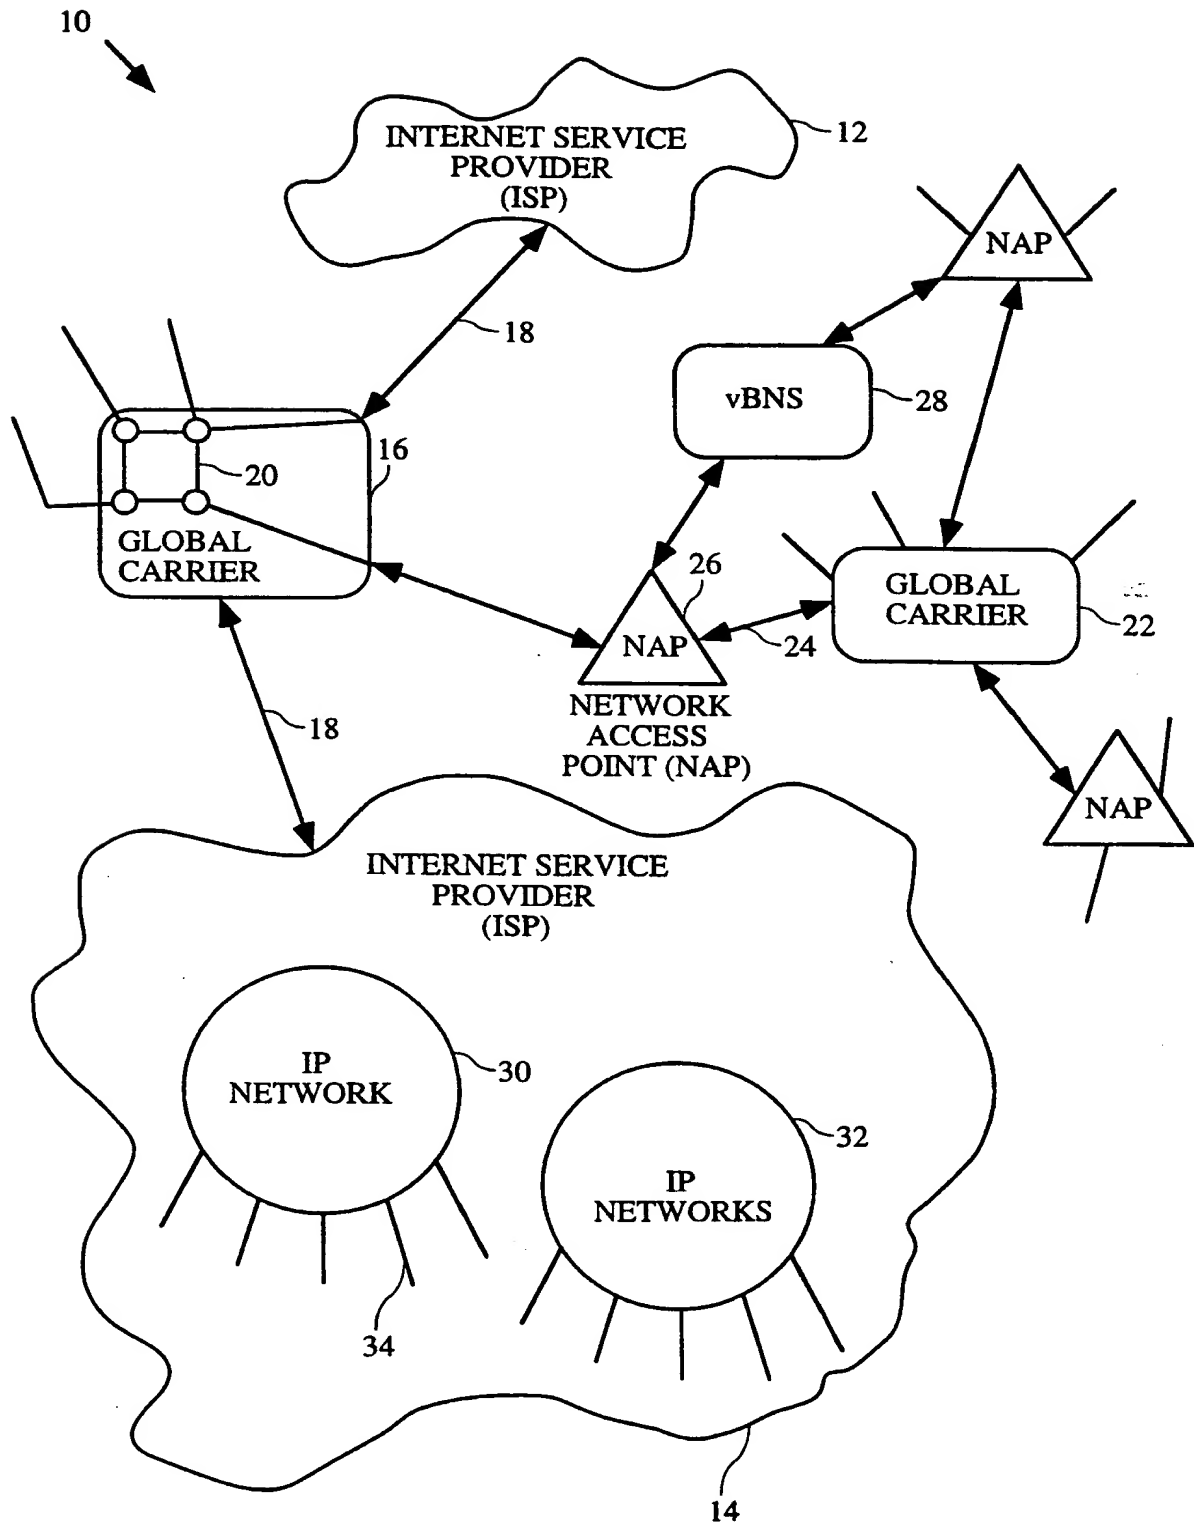 10
INTERNET SERVICE
PROVIDER
(ISP)
12
NAP
18
vBNS
28
16
20
GLOBAL
CARRIER
26
GLOBAL
CARRIER
22
24
NAP
NETWORK
ACCESS
POINT (NAP)
18
NAP
INTERNET SERVICE
PROVIDER
(ISP)
IP
NETWORK
30
32
IP
NETWORKS
34
14